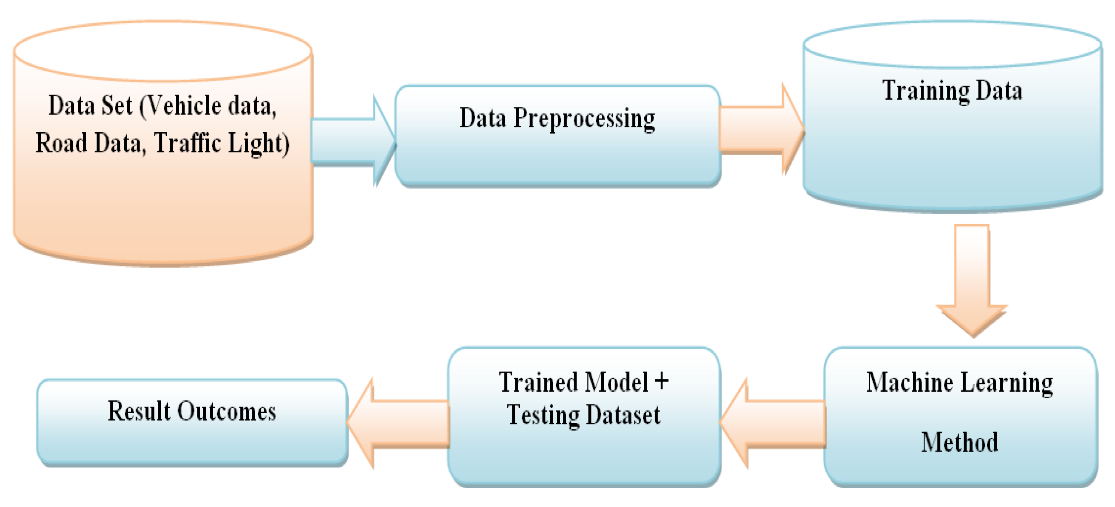 Data Set (Vehicle data,
Road Data, Traffic Light)
Data Preprocessing
Training Data
Machine Learning
Method
Trained Model +
Testing Dataset
Result Outcomes